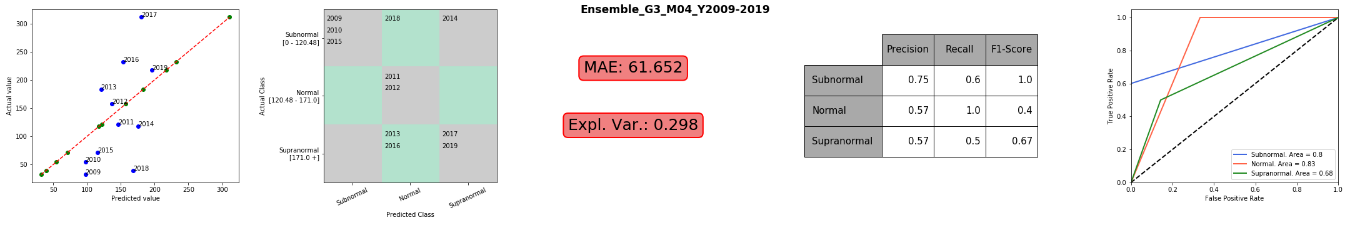 Ensemble_G3_M04_Y2009-2019
Actual value
300
250
200
150
100
50
2017
2016
2019
2013
2012
2011
2014
2015
2010
2018
2009
50
100
150
200
250
300
Predicted value
Actual Class
Subnormal
[0 - 120.48]
Normal
[120.48 - 171.0]
Supranormal
[171.0 +]
2009
2010
2015
2018
2014
2011
2012
2013
2016
2017
2019
Subnormal
Normal
Supranormal
Predicted Class
MAE: 61.652
Expl. Var.: 0.298
Precision Recall F1-Score
Subnormal 0.75 0.6 1.0
Normal 0.57 1.0 0.4
Supranormal 0.57 0.5 0.67
True Positive Rate
1.0
0.8
0.6
0.4
0.2
0.0
Subnormal. Area = 0.8
Normal. Area = 0.83
Supranormal. Area = 0.68
0.0
0.2
0.4
0.6
0.8
1.0
False Positive Rate